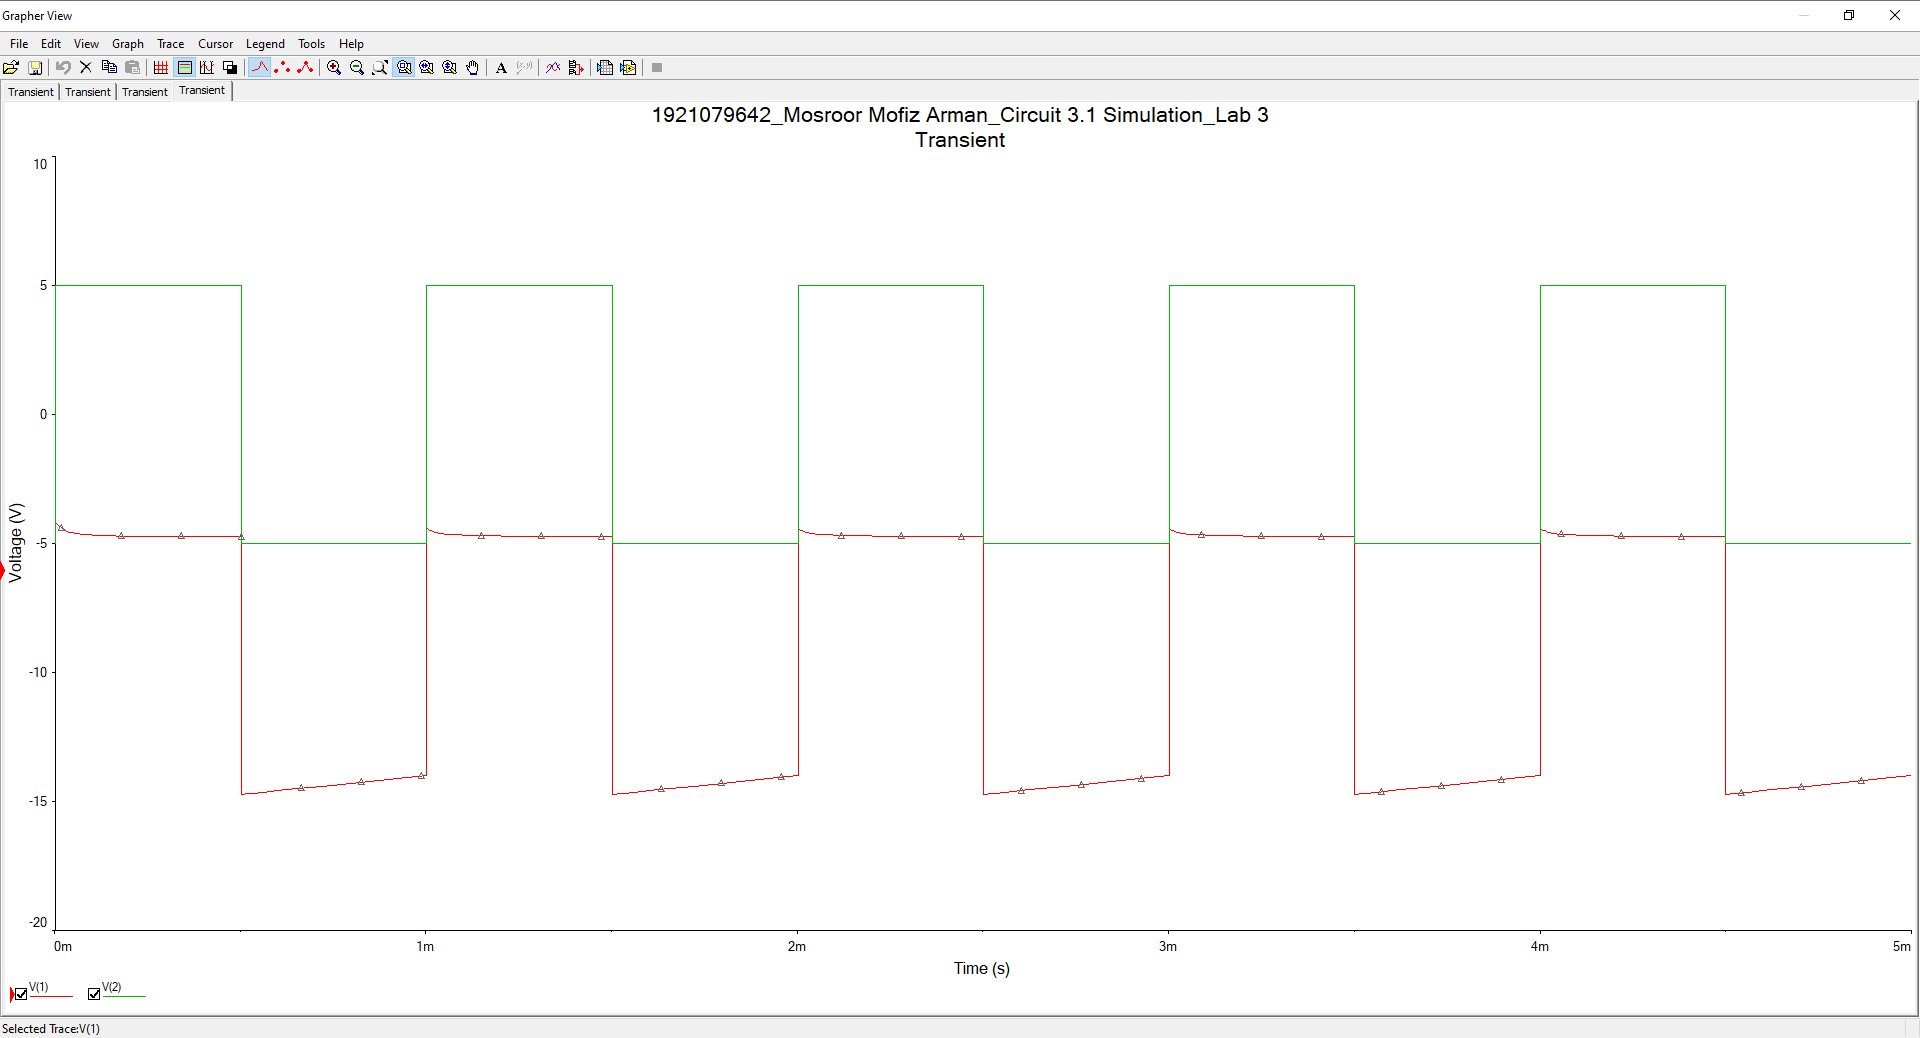 Grapher View
File Edit View Graph Trace Cursor Legend Tools Help
Transient Transient Transient Transient
1921079642_Mosroor Mofiz Arman_Circuit 3.1 Simulation_Lab 3
Transient
10
5
0
-5
-10
-15
-20
Voltage (V)
0m 1m 2m 3m 4m 5m
Time (s)
V(1) V(2)
Selected Trace:V(1)